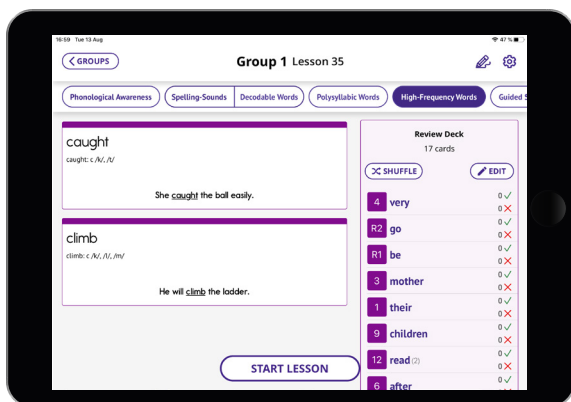 16:59 Tue 13 Aug
47 %
GROUPS
Group 1 Lesson 35
Phonological Awareness
Spelling-Sounds
Decodable Words
Polysyllabic Words
High-Frequency Words
Guided
caught
caught: c /k/, /t/
She caught the ball easily.
climb
climb: c /k/, /l/, /m/
He will climb the ladder.
START LESSON
Review Deck
17 cards
SHUFFLE
EDIT
4 very 0
0
R2 go 0
0
R1 be 0
0
3 mother 0
0
1 their 0
0
9 children 0
0
12 read (2) 0
0
6 after 0